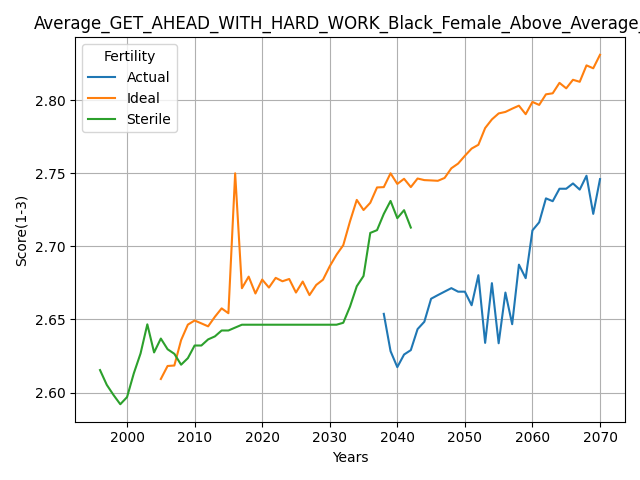 Average_GET_AHEAD_WITH_HARD_WORK_Black_Female_Above_Average_
Fertility
Actual
Ideal
Sterile
Score(1-3)
2.80
2.75
2.70
2.65
2.60
2000 2010 2020 2030 2040 2050 2060 2070
Years